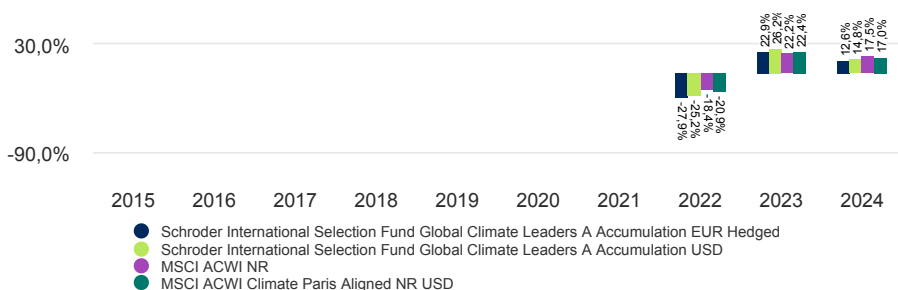 22,9%
26,2%
22,2%
22,4%
12,6%
14,8%
17,5%
17,0%
30,0%
-27,9%
-25,2%
-18,4%
-20,9%
-90,0%
2015 2016 2017 2018 2019 2020 2021 2022 2023 2024
Schroder International Selection Fund Global Climate Leaders A Accumulation EUR Hedged
Schroder International Selection Fund Global Climate Leaders A Accumulation USD
MSCI ACWI NR
MSCI ACWI Climate Paris Aligned NR USD